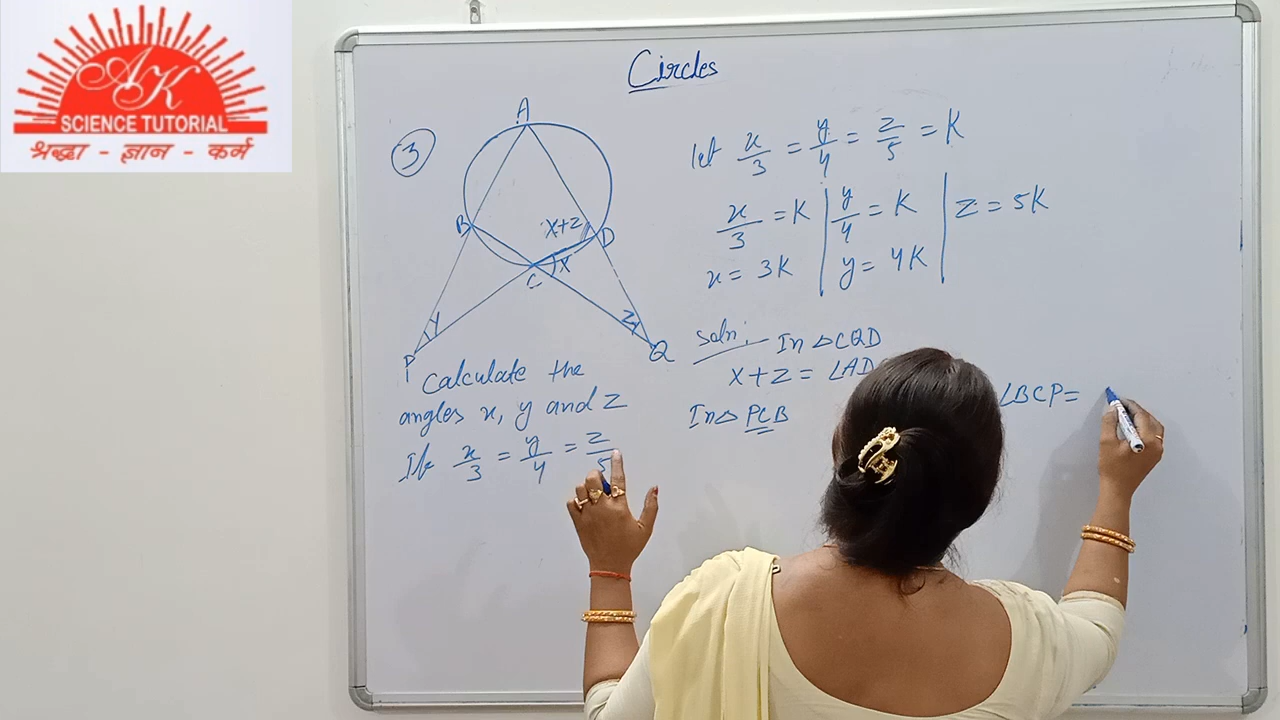 AK
SCIENCE TUTORIAL
श्रद्धा - ज्ञान - कर्म
Circles
3
A
B
X+Z
D
X
C
Y
Z
P
Q
Calculate the
angles x, y and z
If x/3 = y/4 = z/5
let x/3 = y/4 = z/5 = K
x/3 = K | y/4 = K | Z = 5K
x = 3K | y = 4K
Soln: In △CQD
X+Z = ∠AD
In△ PCB
∠BCP=